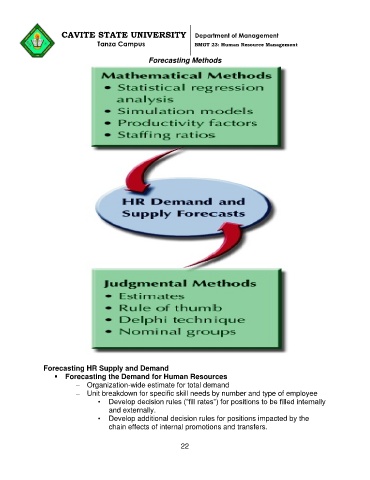 CAVITE STATE UNIVERSITY
Tanza Campus
Department of Management
BMGT 23: Human Resource Management
Forecasting Methods
Mathematical Methods
• Statistical regression
analysis
• Simulation models
• Productivity factors
• Staffing ratios
HR Demand and
Supply Forecasts
Judgmental Methods
• Estimates
• Rule of thumb
• Delphi technique
• Nominal groups
Forecasting HR Supply and Demand
▪ Forecasting the Demand for Human Resources
– Organization-wide estimate for total demand
– Unit breakdown for specific skill needs by number and type of employee
• Develop decision rules (“fill rates”) for positions to be filled internally
and externally.
• Develop additional decision rules for positions impacted by the
chain effects of internal promotions and transfers.
22